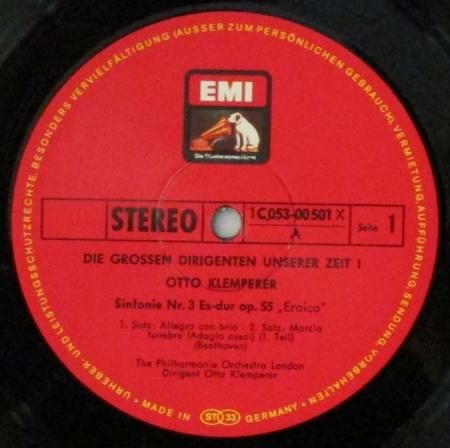 URHEBER- UND LEISTUNGSSCHUTZRECHTE, BESONDERS VERVIELFÄLTIGUNG (AUSSER ZUM PERSÖNLICHEN GEBRAUCH), VERMIETUNG, AUFFÜHRUNG, SENDUNG, VORBEHALTEN
EMI
Die Stimme seines Herrn
STEREO
1C 053-00 501 X
A
Seite 1
DIE GROSSEN DIRIGENTEN UNSERER ZEIT I
OTTO KLEMPERER
Sinfonie Nr. 3 Es-dur op. 55 „Eroica"
1. Satz: Allegro con brio - 2. Satz: Marcia
funebre (Adagio assai) (1. Teil)
(Beethoven)
The Philharmonia Orchestra London
Dirigent Otto Klemperer
• MADE IN ST 33 GERMANY •